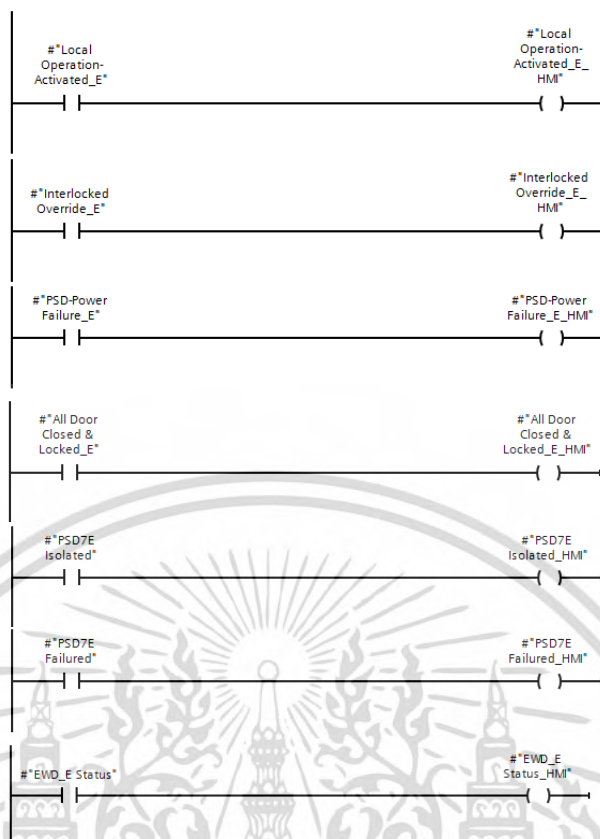 #"Local
Operation-
Activated_E"
#"Local
Operation-
Activated_E_
HMI"
#"Interlocked
Override_E"
#"Interlocked
Override_E_
HMI"
#"PSD-Power
Failure_E"
#"PSD-Power
Failure_E_HMI"
#"All Door
Closed &
Locked_E"
#"All Door
Closed &
Locked_E_HMI"
#"PSD7E
Isolated"
#"PSD7E
Isolated_HMI"
#"PSD7E
Failured"
#"PSD7E
Failured_HMI"
#"EWD_E Status"
#"EWD_E
Status_HMI"